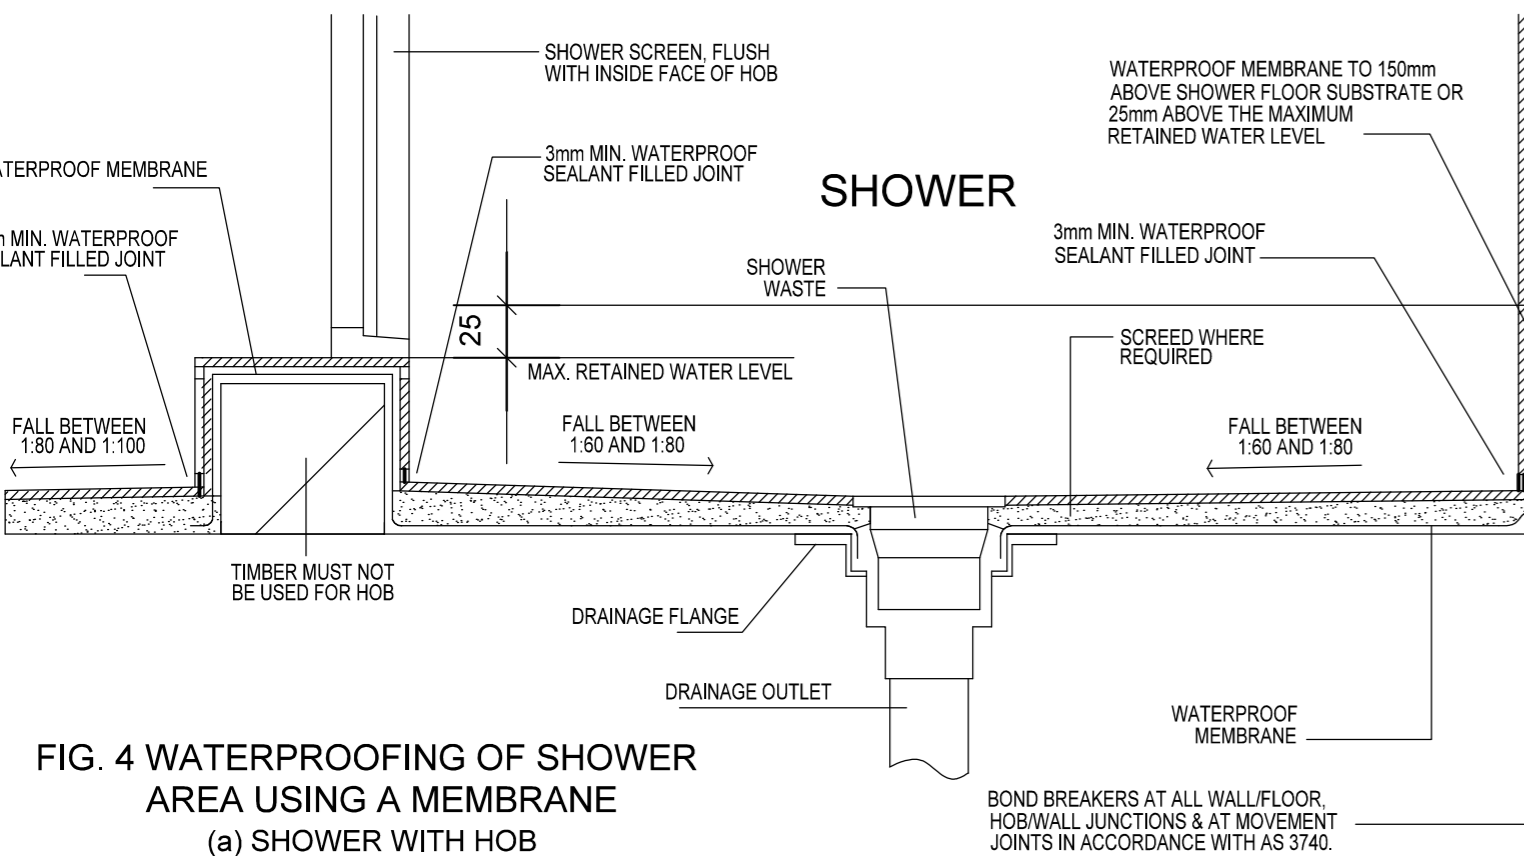 SHOWER SCREEN, FLUSH
WITH INSIDE FACE OF HOB
WATERPROOF MEMBRANE TO 150mm
ABOVE SHOWER FLOOR SUBSTRATE OR
25mm ABOVE THE MAXIMUM
RETAINED WATER LEVEL
MEMBRANE
3mm MIN. WATERPROOF
SEALANT FILLED JOINT
SHOWER
MIN. WATERPROOF
FILLED JOINT
3mm MIN. WATERPROOF
SEALANT FILLED JOINT
SHOWER
WASTE
25
SCREED WHERE
REQUIRED
MAX. RETAINED WATER LEVEL
FALL BETWEEN
1:80 AND 1:100
FALL BETWEEN
1:60 AND 1:80
FALL BETWEEN
1:60 AND 1:80
TIMBER MUST NOT
BE USED FOR HOB
DRAINAGE FLANGE
DRAINAGE OUTLET
WATERPROOF
MEMBRANE
FIG. 4 WATERPROOFING OF SHOWER
AREA USING A MEMBRANE
(a) SHOWER WITH HOB
BOND BREAKERS AT ALL WALL/FLOOR,
HOB/WALL JUNCTIONS & AT MOVEMENT
JOINTS IN ACCORDANCE WITH AS 3740.